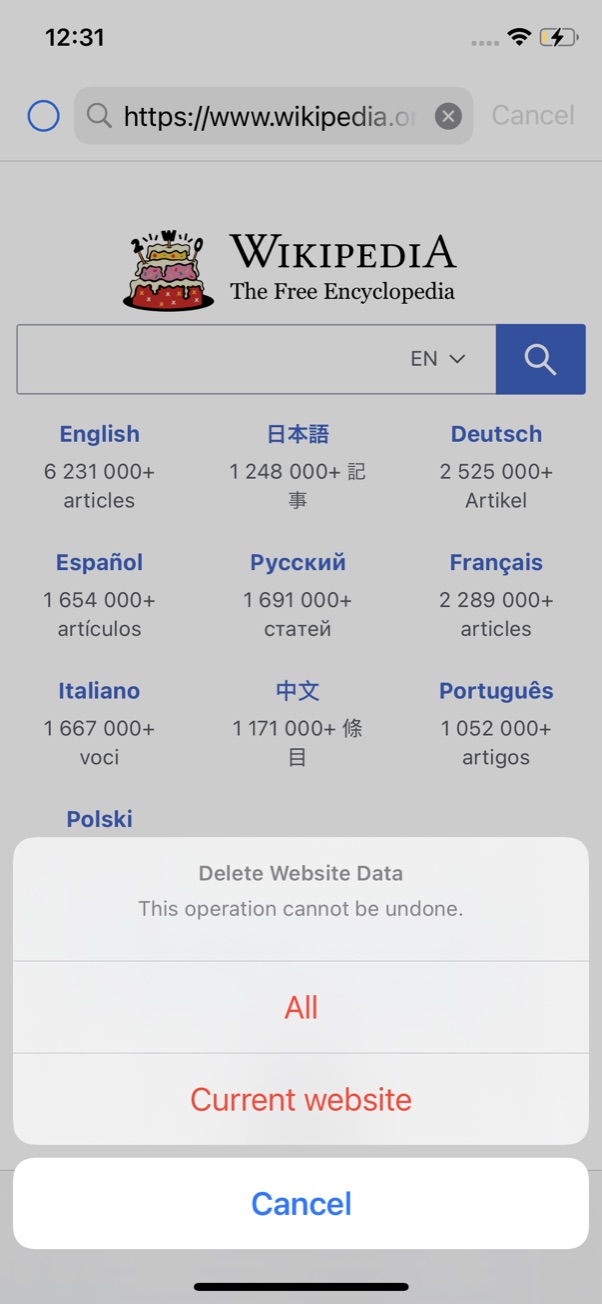 12:31
https://www.wikipedia.or
Cancel
2 W 0
WIKIPEDIA
The Free Encyclopedia
EN
English
6 231 000+
articles
日本語
1 248 000+ 記
事
Deutsch
2 525 000+
Artikel
Español
1 654 000+
artículos
Русский
1 691 000+
статей
Français
2 289 000+
articles
Italiano
1 667 000+
voci
中文
1 171 000+ 條
目
Português
1 052 000+
artigos
Polski
Delete Website Data
This operation cannot be undone.
All
Current website
Cancel